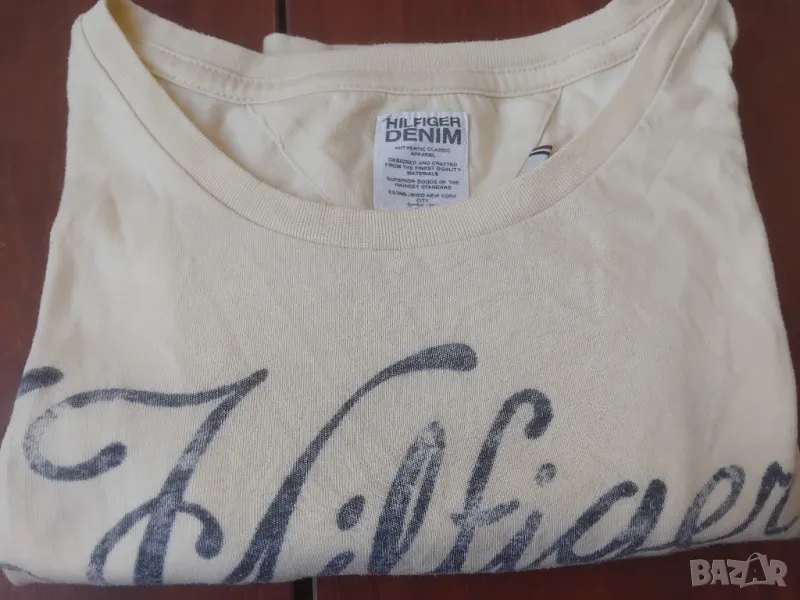 HILFIGER
DENIM
AUTHENTIC CLASSIC
APPAREL
DESIGNED AND CRAFTED
FROM THE FINEST QUALITY
MATERIALS
SUPERIOR GOODS OF THE
HIGHEST STANDARD
ESTABLISHED NEW YORK
CITY
Hilfiger
BAZAR